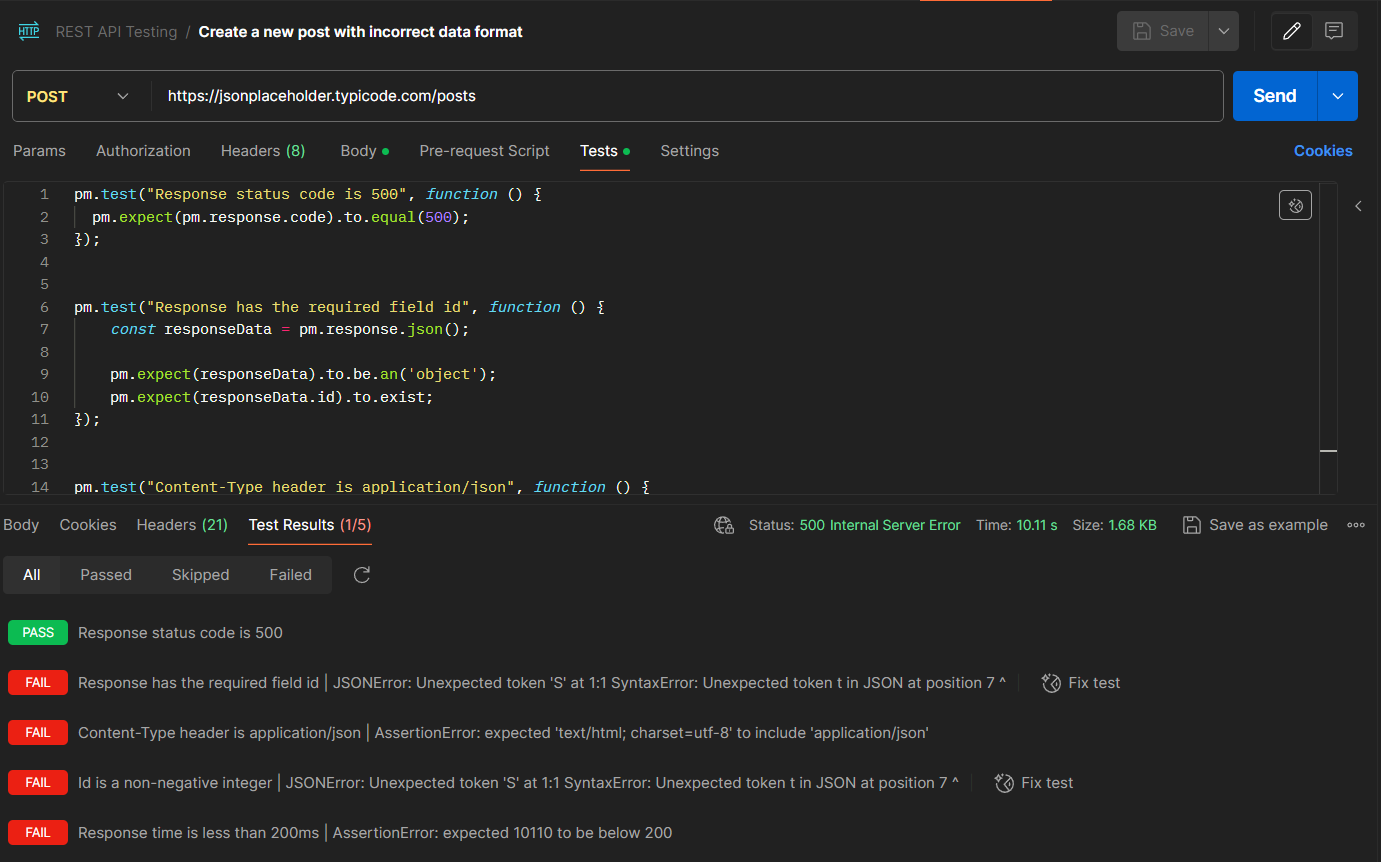 HTTP REST API Testing / Create a new post with incorrect data format Save
POST https://jsonplaceholder.typicode.com/posts Send
Params Authorization Headers (8) Body Pre-request Script Tests Settings Cookies
1 pm.test("Response status code is 500", function () {
2 pm.expect(pm.response.code).to.equal(500);
3 });
4
5
6 pm.test("Response has the required field id", function () {
7 const responseData = pm.response.json();
8
9 pm.expect(responseData).to.be.an('object');
10 pm.expect(responseData.id).to.exist;
11 });
12
13
14 pm.test("Content-Type header is application/json", function () {
Body Cookies Headers (21) Test Results (1/5) Status: 500 Internal Server Error Time: 10.11 s Size: 1.68 KB Save as example
All Passed Skipped Failed
PASS Response status code is 500
FAIL Response has the required field id | JSONError: Unexpected token 'S' at 1:1 SyntaxError: Unexpected token t in JSON at position 7 ^ Fix test
FAIL Content-Type header is application/json | AssertionError: expected 'text/html; charset=utf-8' to include 'application/json'
FAIL Id is a non-negative integer | JSONError: Unexpected token 'S' at 1:1 SyntaxError: Unexpected token t in JSON at position 7 ^ Fix test
FAIL Response time is less than 200ms | AssertionError: expected 10110 to be below 200